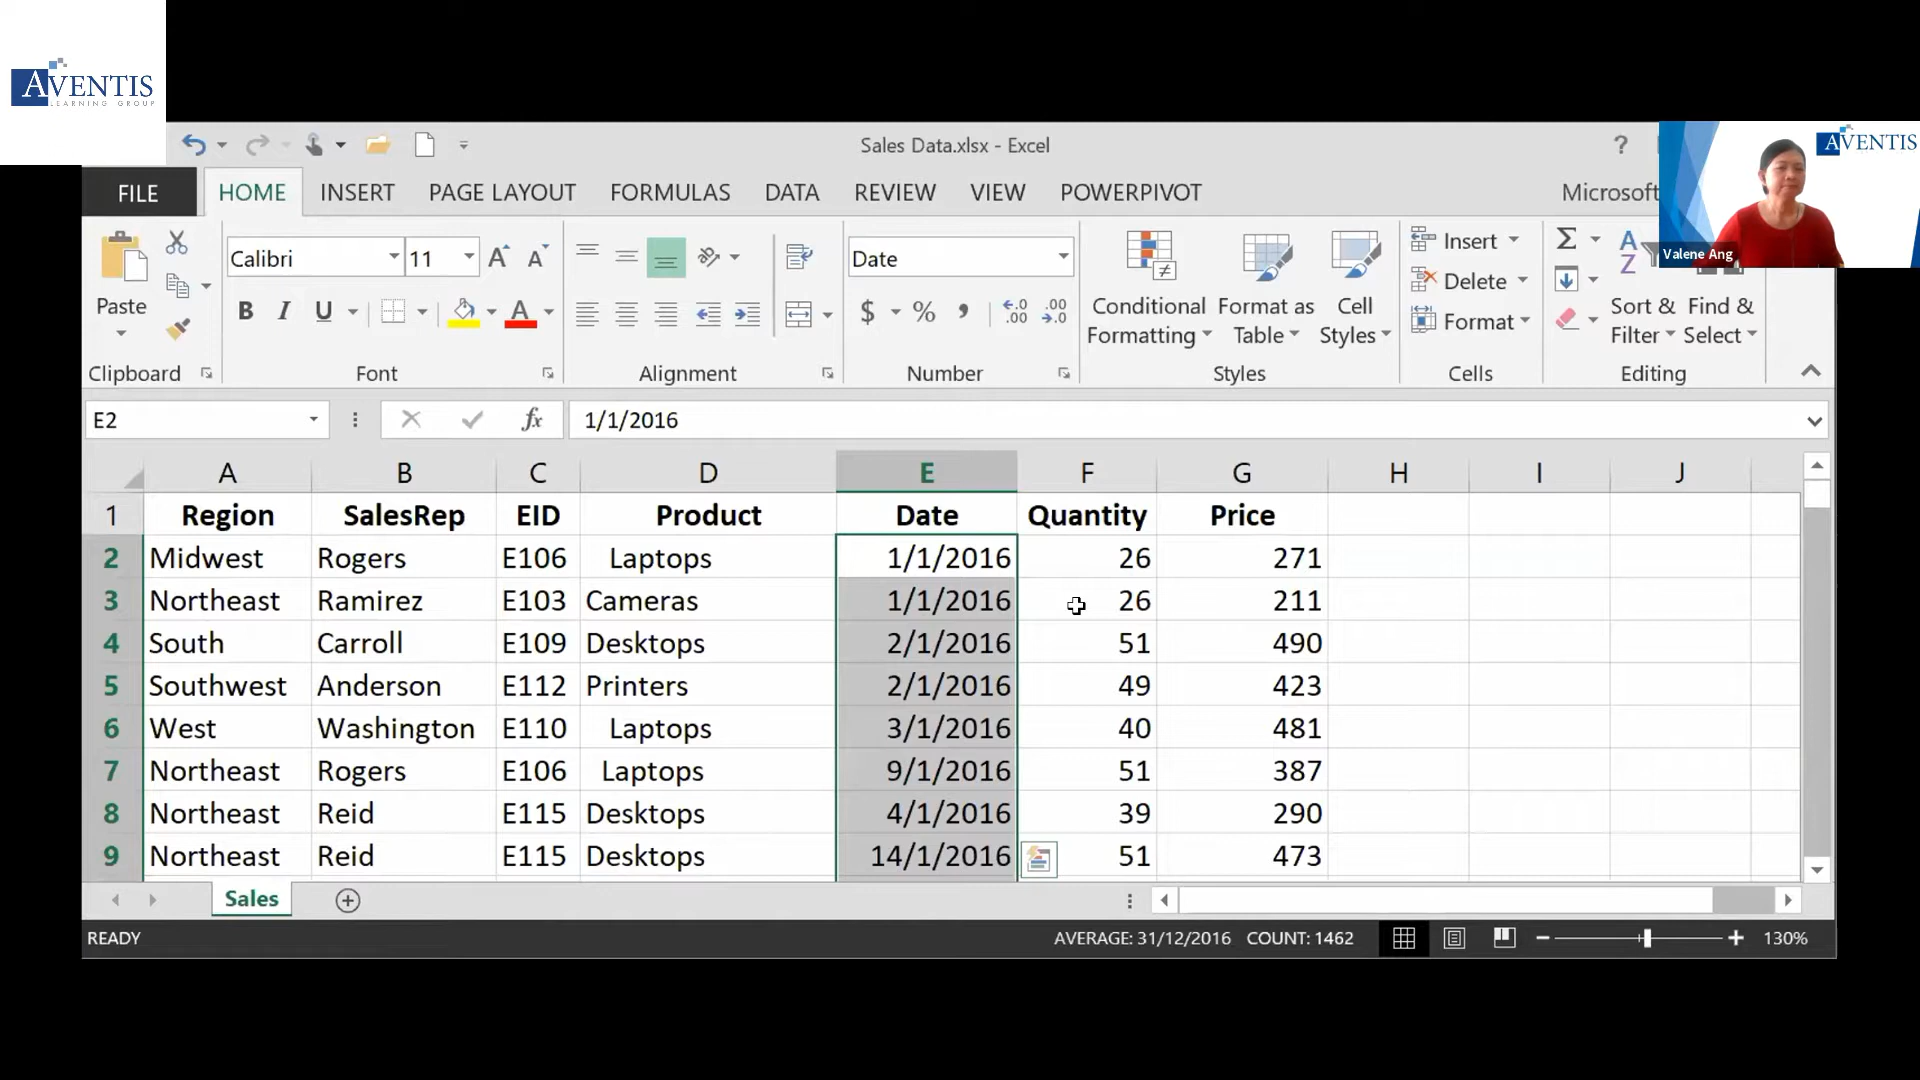 AVENTIS
LEARNING GROUP
Sales Data.xlsx - Excel
?
AVENTIS
Valene Ang
FILE HOME INSERT PAGE LAYOUT FORMULAS DATA REVIEW VIEW POWERPIVOT Microsoft
Calibri 11 A A Date Insert
Paste Delete
B I U A $ % , Conditional Formatting Format as Table Cell Styles Format Sort & Filter Find & Select
Clipboard Font Alignment Number Styles Cells Editing
E2 fx 1/1/2016
A B C D E F G H I J
1 Region SalesRep EID Product Date Quantity Price
2 Midwest Rogers E106 Laptops 1/1/2016 26 271
3 Northeast Ramirez E103 Cameras 1/1/2016 26 211
4 South Carroll E109 Desktops 2/1/2016 51 490
5 Southwest Anderson E112 Printers 2/1/2016 49 423
6 West Washington E110 Laptops 3/1/2016 40 481
7 Northeast Rogers E106 Laptops 9/1/2016 51 387
8 Northeast Reid E115 Desktops 4/1/2016 39 290
9 Northeast Reid E115 Desktops 14/1/2016 51 473
Sales
READY AVERAGE: 31/12/2016 COUNT: 1462 130%